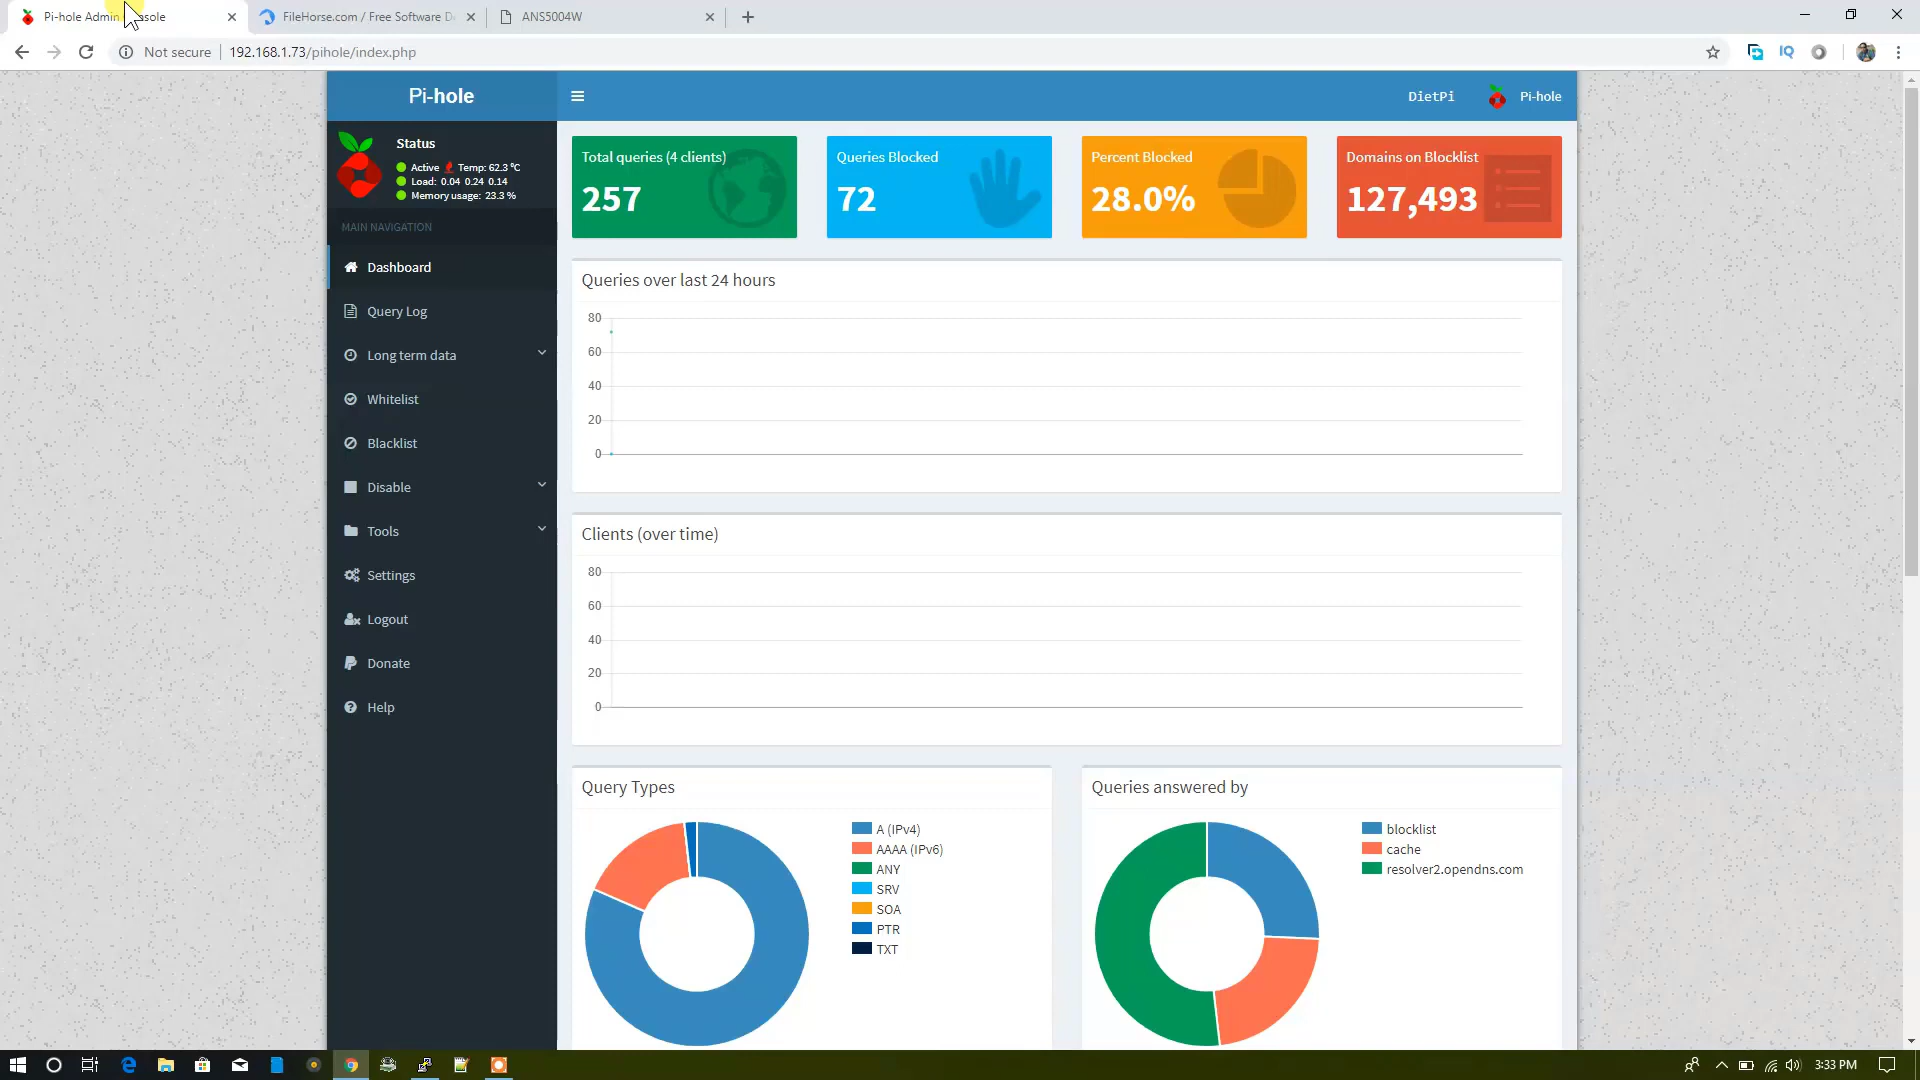 Pi-hole Admin Console
FileHorse.com / Free Software D
ANS5004W
Not secure
192.168.1.73/pihole/index.php
IQ
Pi-hole
DietPi
Pi-hole
Status
Active Temp: 62.3 °C
Load: 0.04 0.24 0.14
Memory usage: 23.3 %
MAIN NAVIGATION
Dashboard
Query Log
Long term data
Whitelist
Blacklist
Disable
Tools
Settings
Logout
Donate
Help
Total queries (4 clients)
257
Queries Blocked
72
Percent Blocked
28.0%
Domains on Blocklist
127,493
Queries over last 24 hours
80
60
40
20
0
Clients (over time)
80
60
40
20
0
Query Types
A (IPv4)
AAAA (IPv6)
ANY
SRV
SOA
PTR
TXT
Queries answered by
blocklist
cache
resolver2.opendns.com
3:33 PM